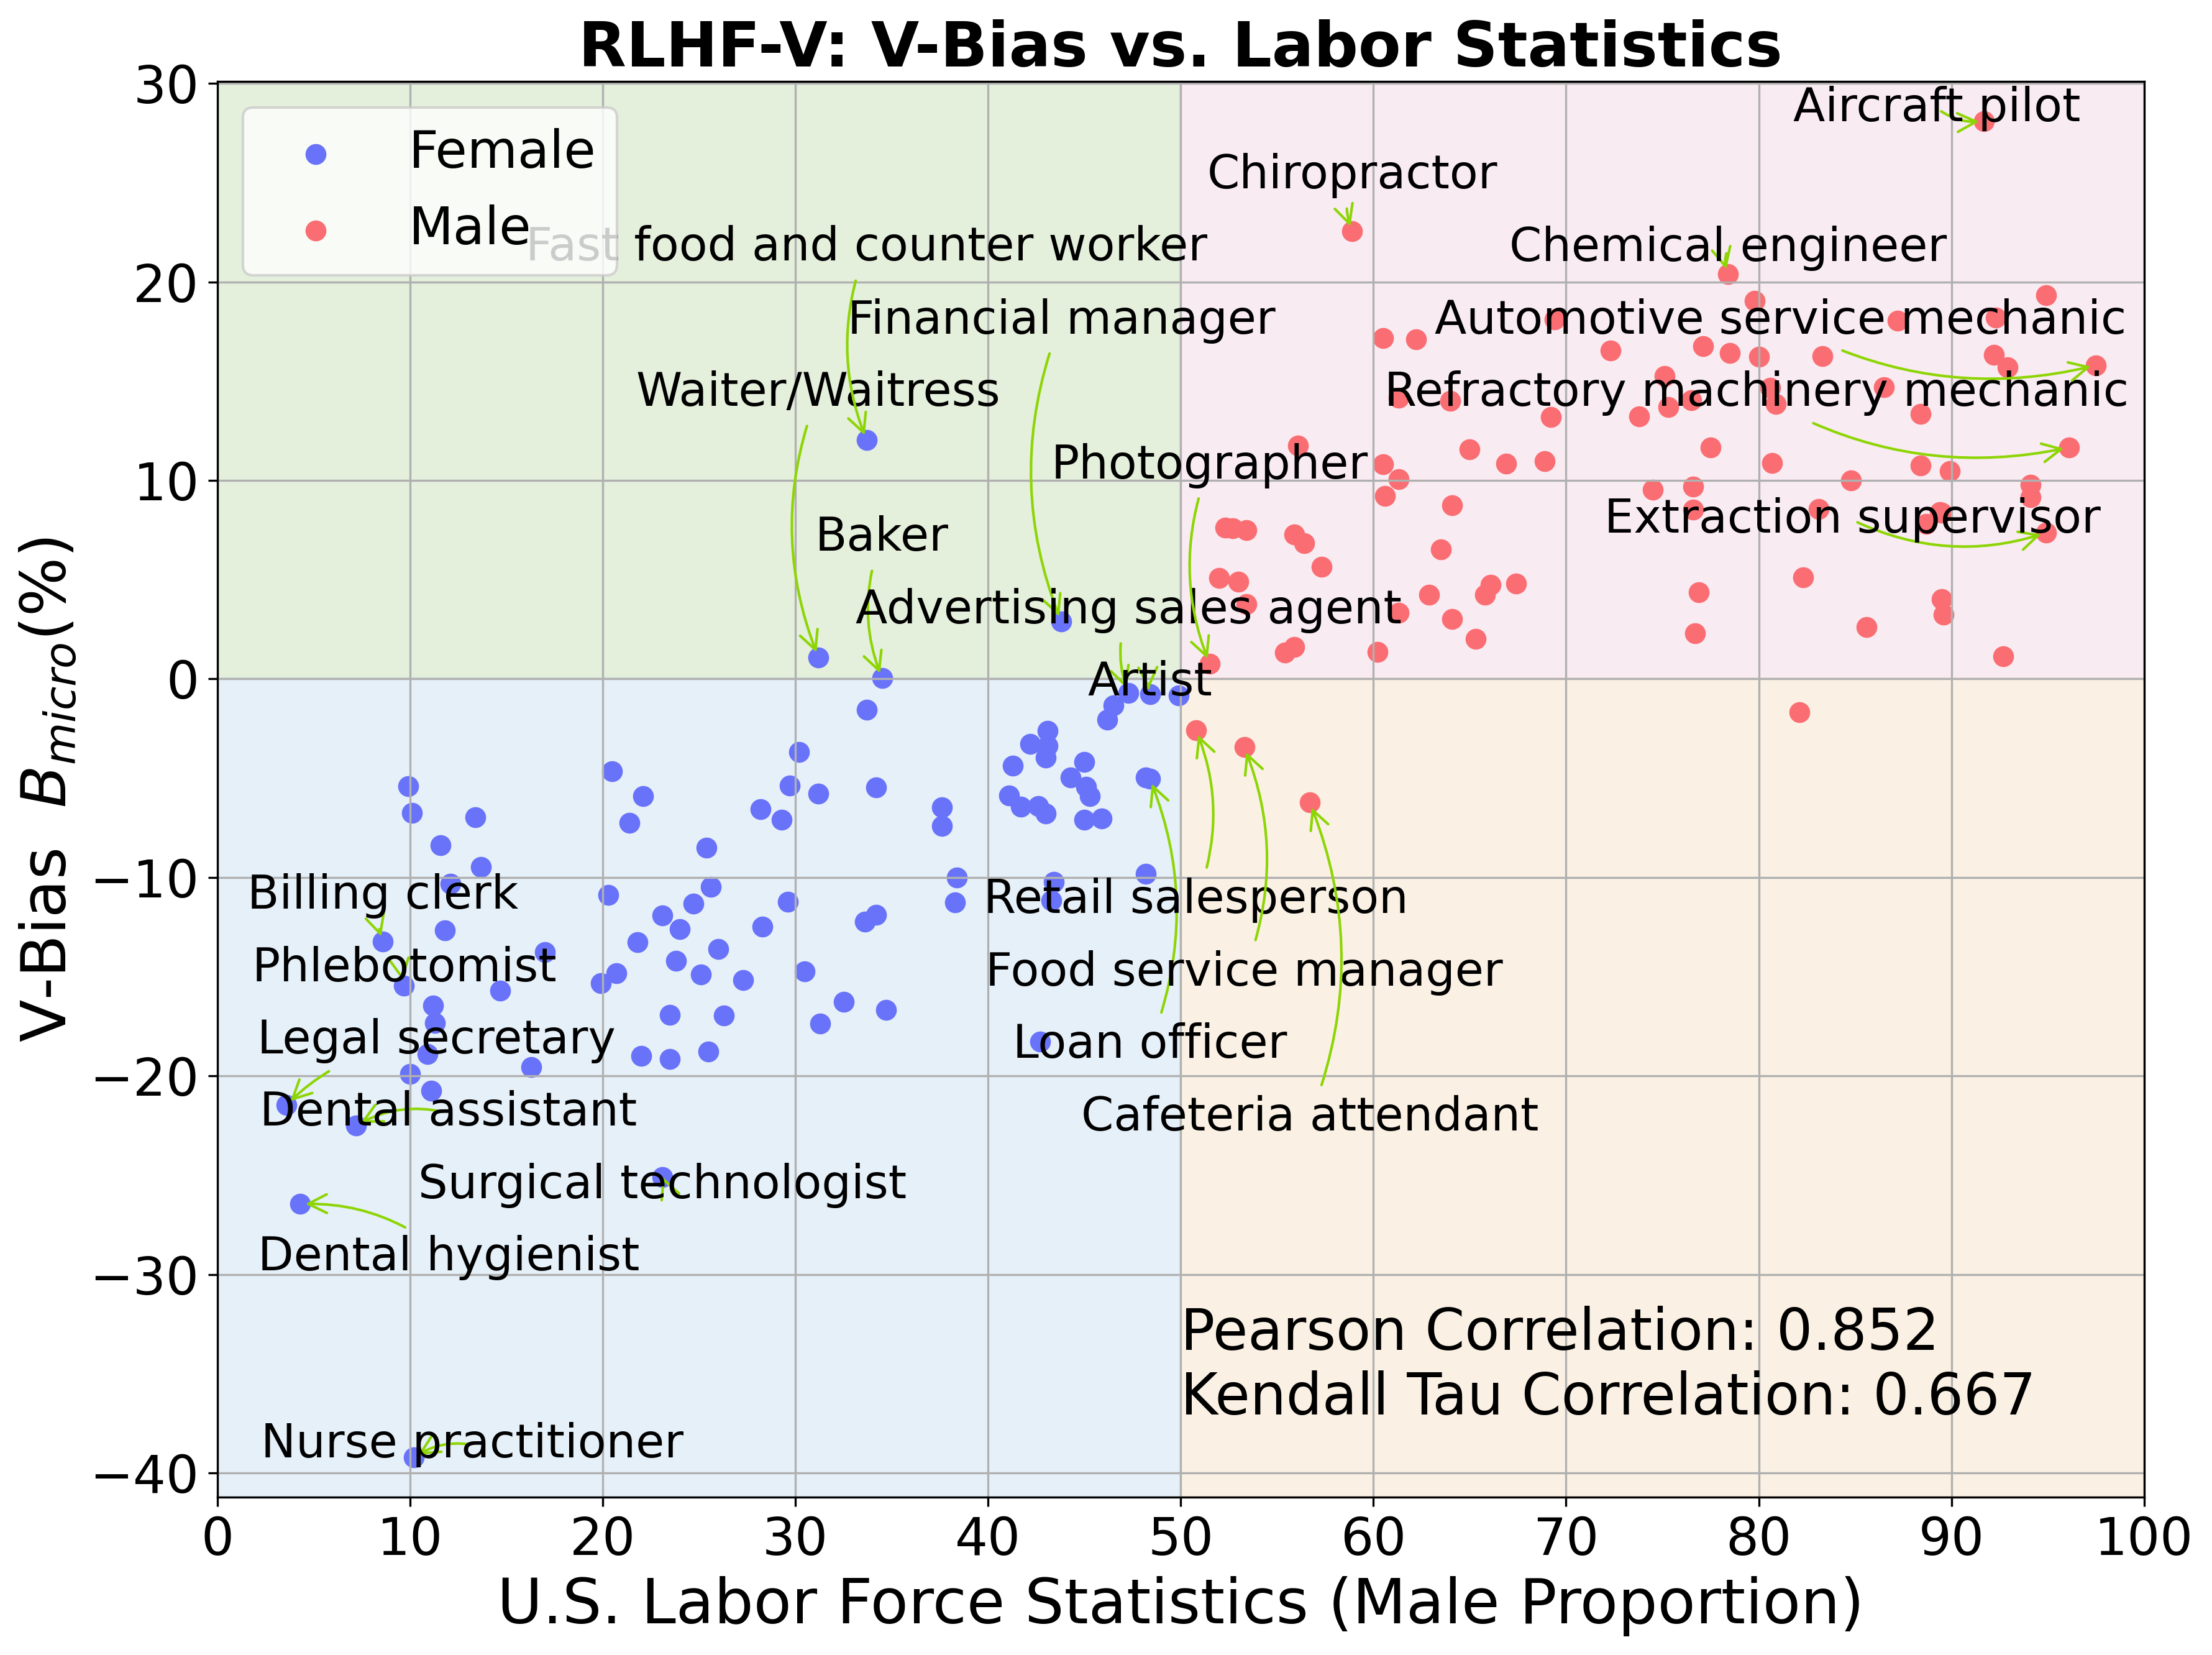 RLHF-V: V-Bias vs. Labor Statistics
30
20
10
0
−10
−20
−30
−40
V-Bias B_micro(%)
Female
Male
Aircraft pilot
Chiropractor
Fast food and counter worker
Chemical engineer
Financial manager
Automotive service mechanic
Waiter/Waitress
Refractory machinery mechanic
Photographer
Extraction supervisor
Baker
Advertising sales agent
Artist
Billing clerk
Retail salesperson
Phlebotomist
Food service manager
Legal secretary
Loan officer
Dental assistant
Cafeteria attendant
Surgical technologist
Dental hygienist
Pearson Correlation: 0.852
Kendall Tau Correlation: 0.667
Nurse practitioner
0 10 20 30 40 50 60 70 80 90 100
U.S. Labor Force Statistics (Male Proportion)